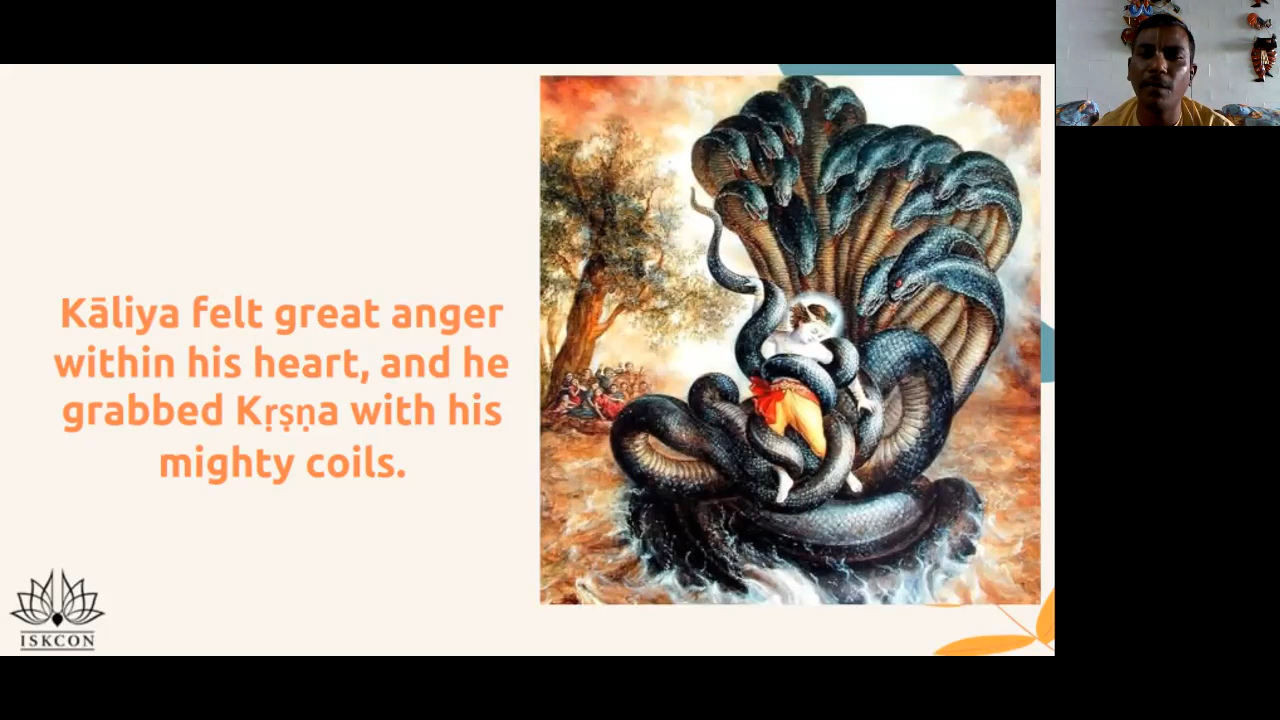 Kāliya felt great anger
within his heart, and he
grabbed Kṛṣṇa with his
mighty coils.
ISKCON